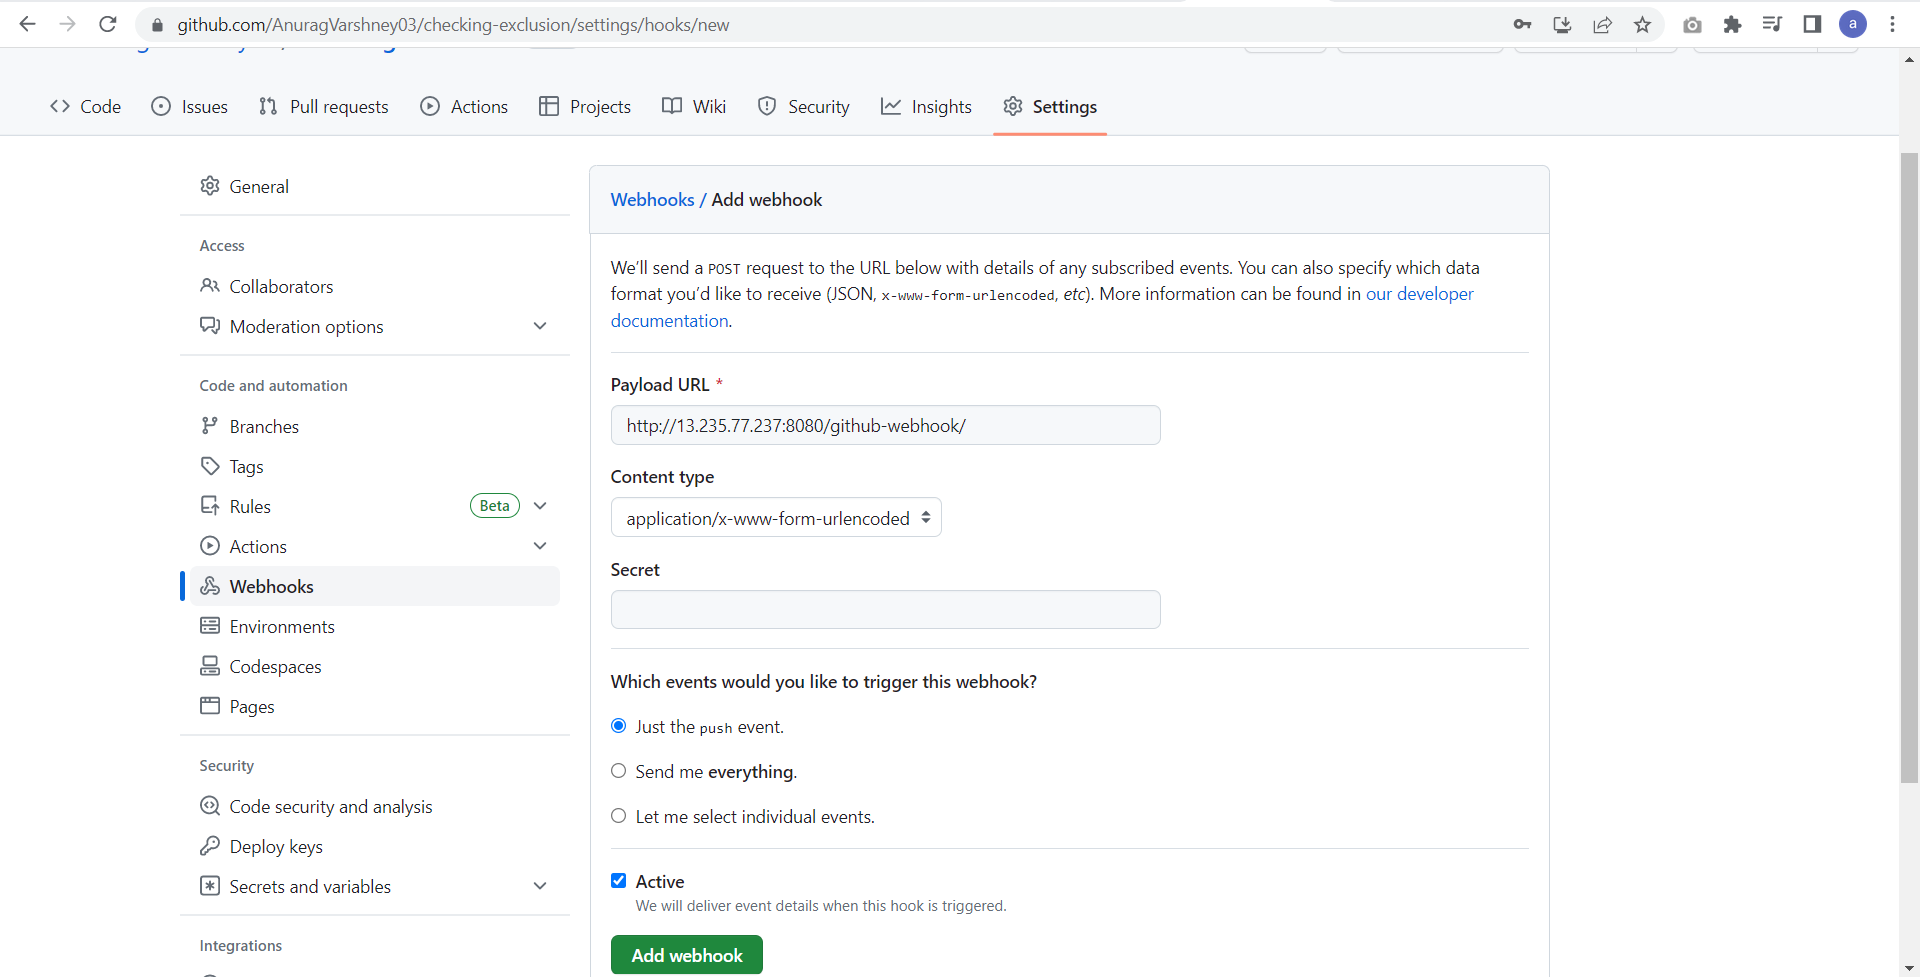 github.com/AnuragVarshney03/checking-exclusion/settings/hooks/new
a
Code Issues Pull requests Actions Projects Wiki Security Insights Settings
General
Access
Collaborators
Moderation options
Code and automation
Branches
Tags
Rules Beta
Actions
Webhooks
Environments
Codespaces
Pages
Security
Code security and analysis
Deploy keys
Secrets and variables
Integrations
Webhooks / Add webhook
We'll send a POST request to the URL below with details of any subscribed events. You can also specify which data
format you'd like to receive (JSON, x-www-form-urlencoded, etc). More information can be found in our developer
documentation.
Payload URL *
http://13.235.77.237:8080/github-webhook/
Content type
application/x-www-form-urlencoded
Secret
Which events would you like to trigger this webhook?
Just the push event.
Send me everything.
Let me select individual events.
Active
We will deliver event details when this hook is triggered.
Add webhook